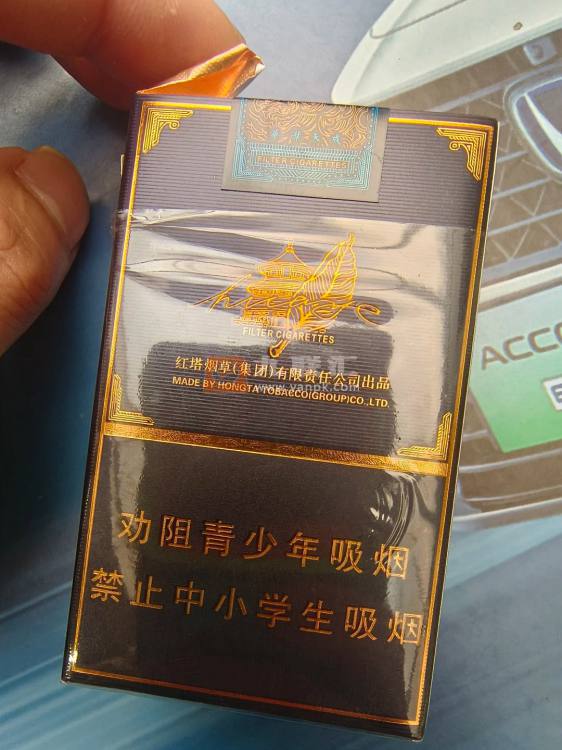 FILTER CIGARETTES
FILTER CIGARETTES
红塔烟草(集团)有限责任公司出品
MADE BY HONGTA TOBACCO(GROUP)CO.,LTD.
www.yanpk.com
ACCO
劝阻青少年吸烟
禁止中小学生吸烟